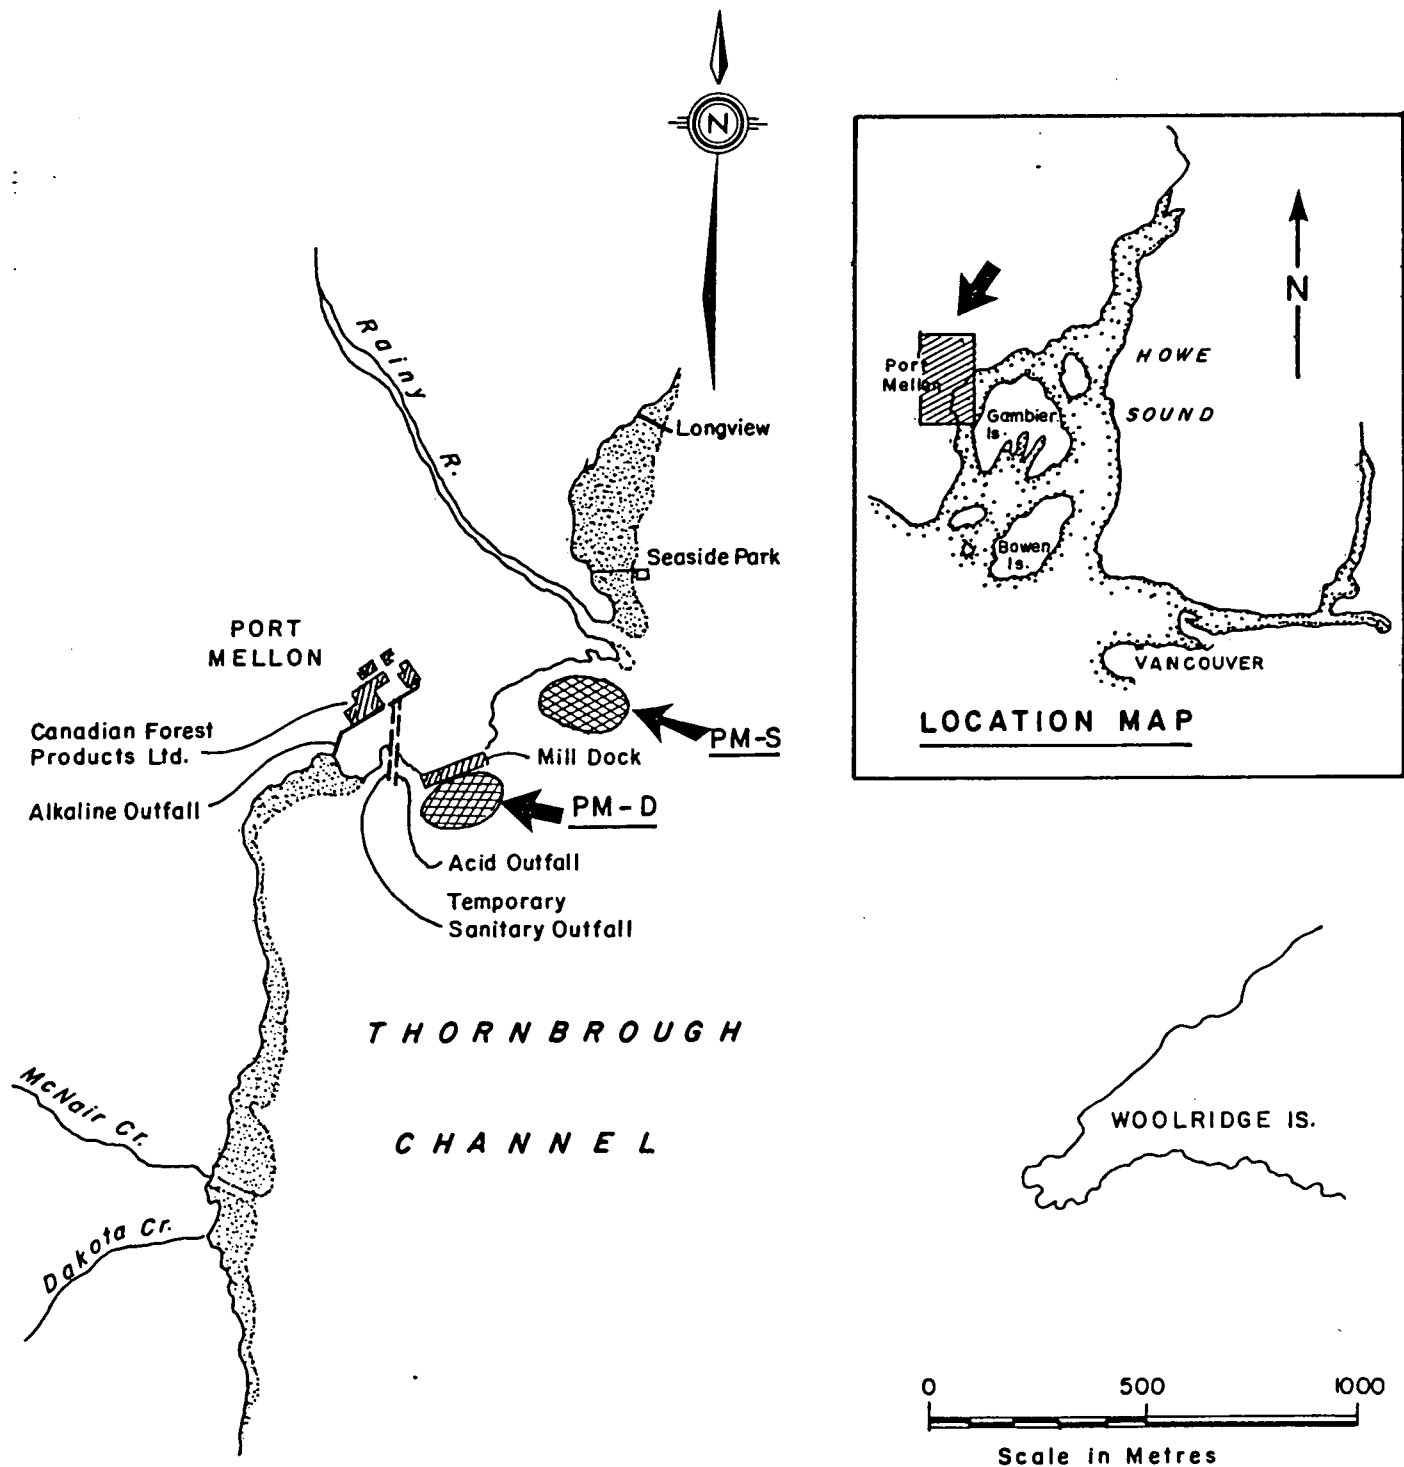 N
Rainy R.
Longview
Seaside Park
PORT
MELLON
Canadian Forest
Products Ltd.
Alkaline Outfall
PM-S
Mill Dock
PM-D
Acid Outfall
Temporary
Sanitary Outfall
THORNBROUGH
CHANNEL
McNair Cr.
Dakota Cr.
N
HOWE
SOUND
Port
Mellon
Gambier
Is.
Bowen
Is.
VANCOUVER
LOCATION MAP
WOOLRIDGE IS.
0 500 1000
Scale in Metres